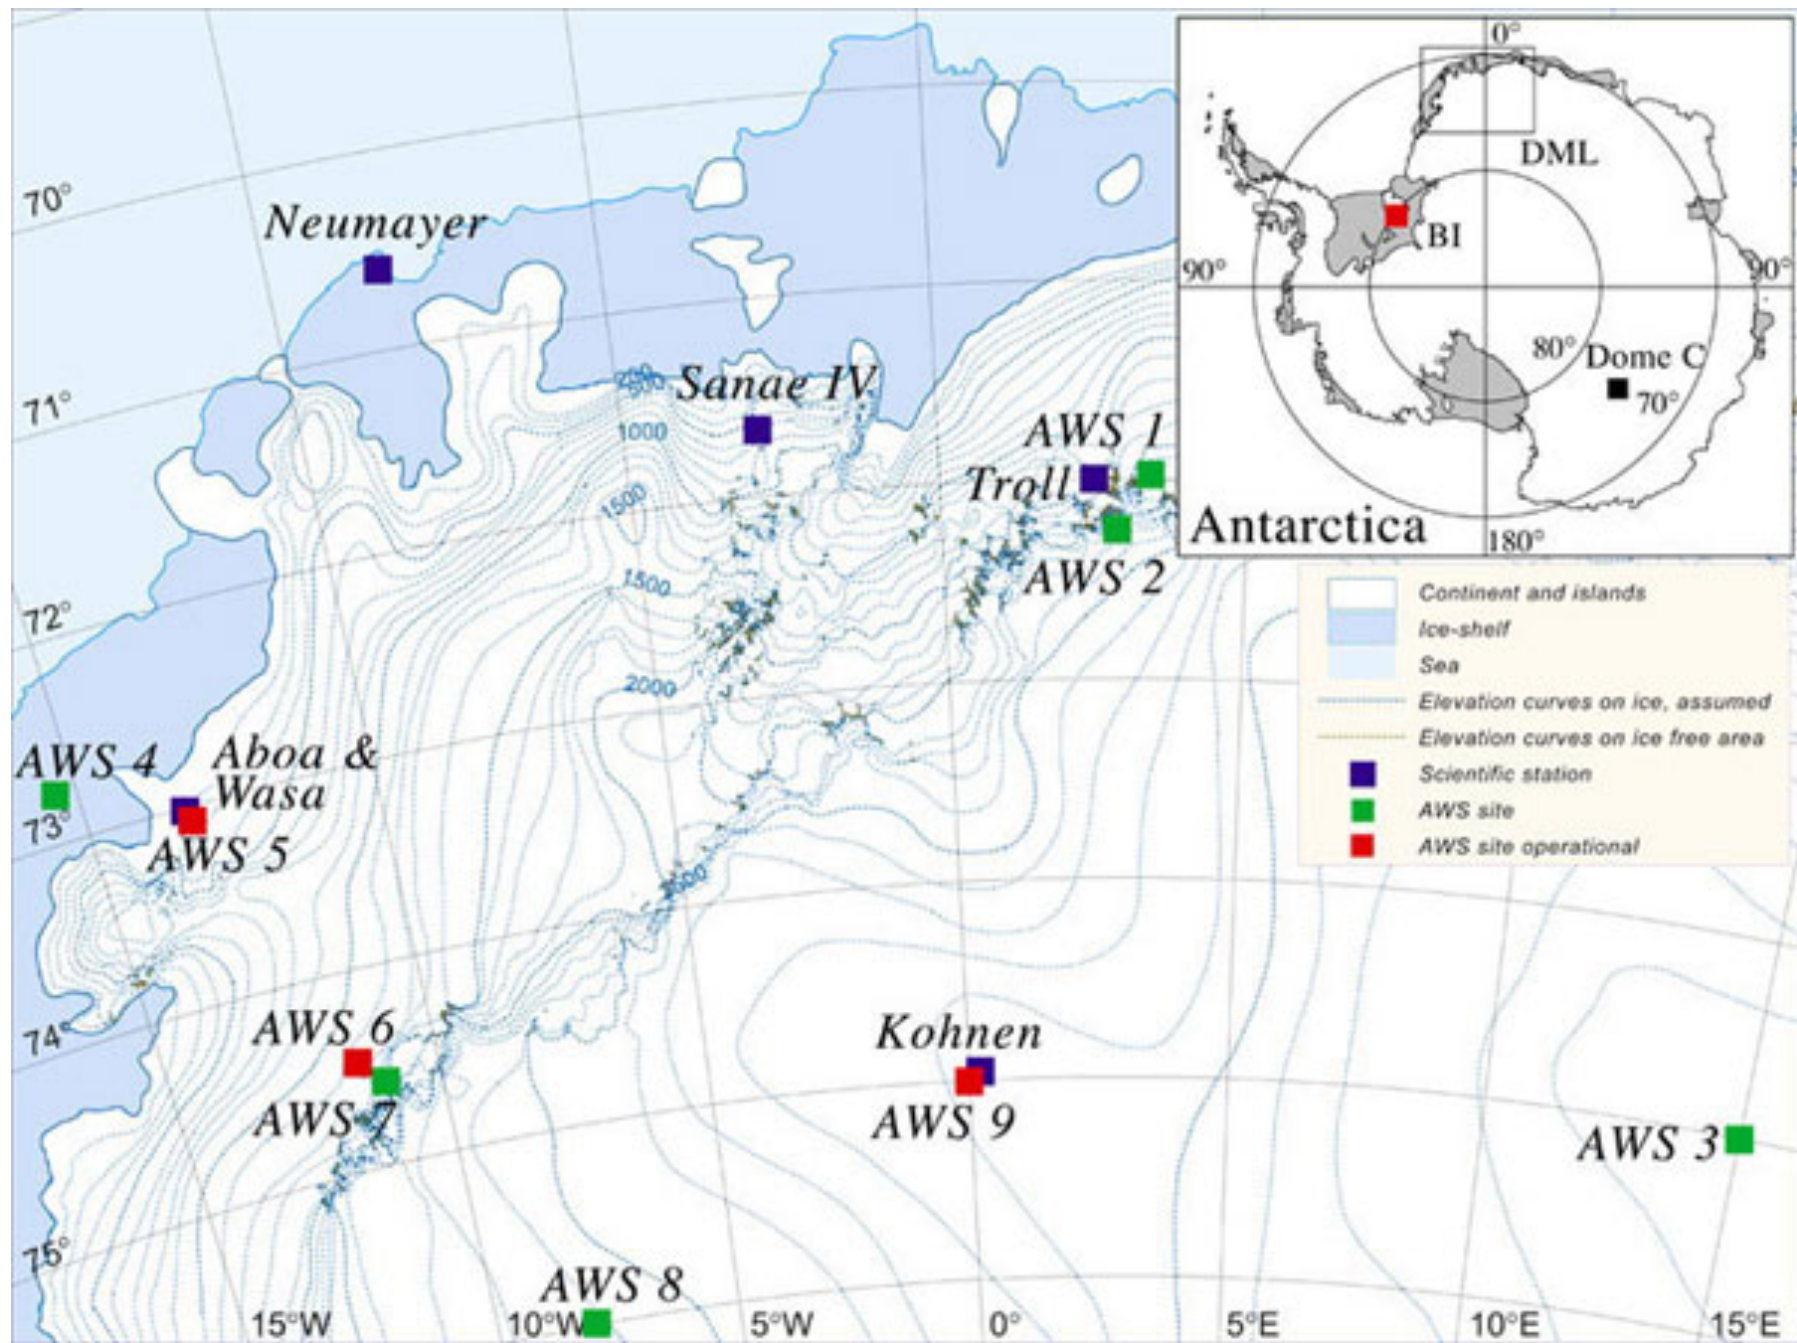 0°
DML
BI
90°
90°
80°
Dome C
70°
Antarctica
180°
70°
Neumayer
71°
Sanae IV
1000
AWS 1
Troll
1500
AWS 2
1500
72°
2000
Continent and islands
Ice-shelf
Sea
Elevation curves on ice, assumed
Elevation curves on ice free area
Scientific station
AWS site
AWS site operational
AWS 4
Aboa &
Wasa
73°
AWS 5
74°
AWS 6
AWS 7
Kohnen
AWS 9
AWS 3
75°
AWS 8
15°W
10°W
5°W
0°
5°E
10°E
15°E